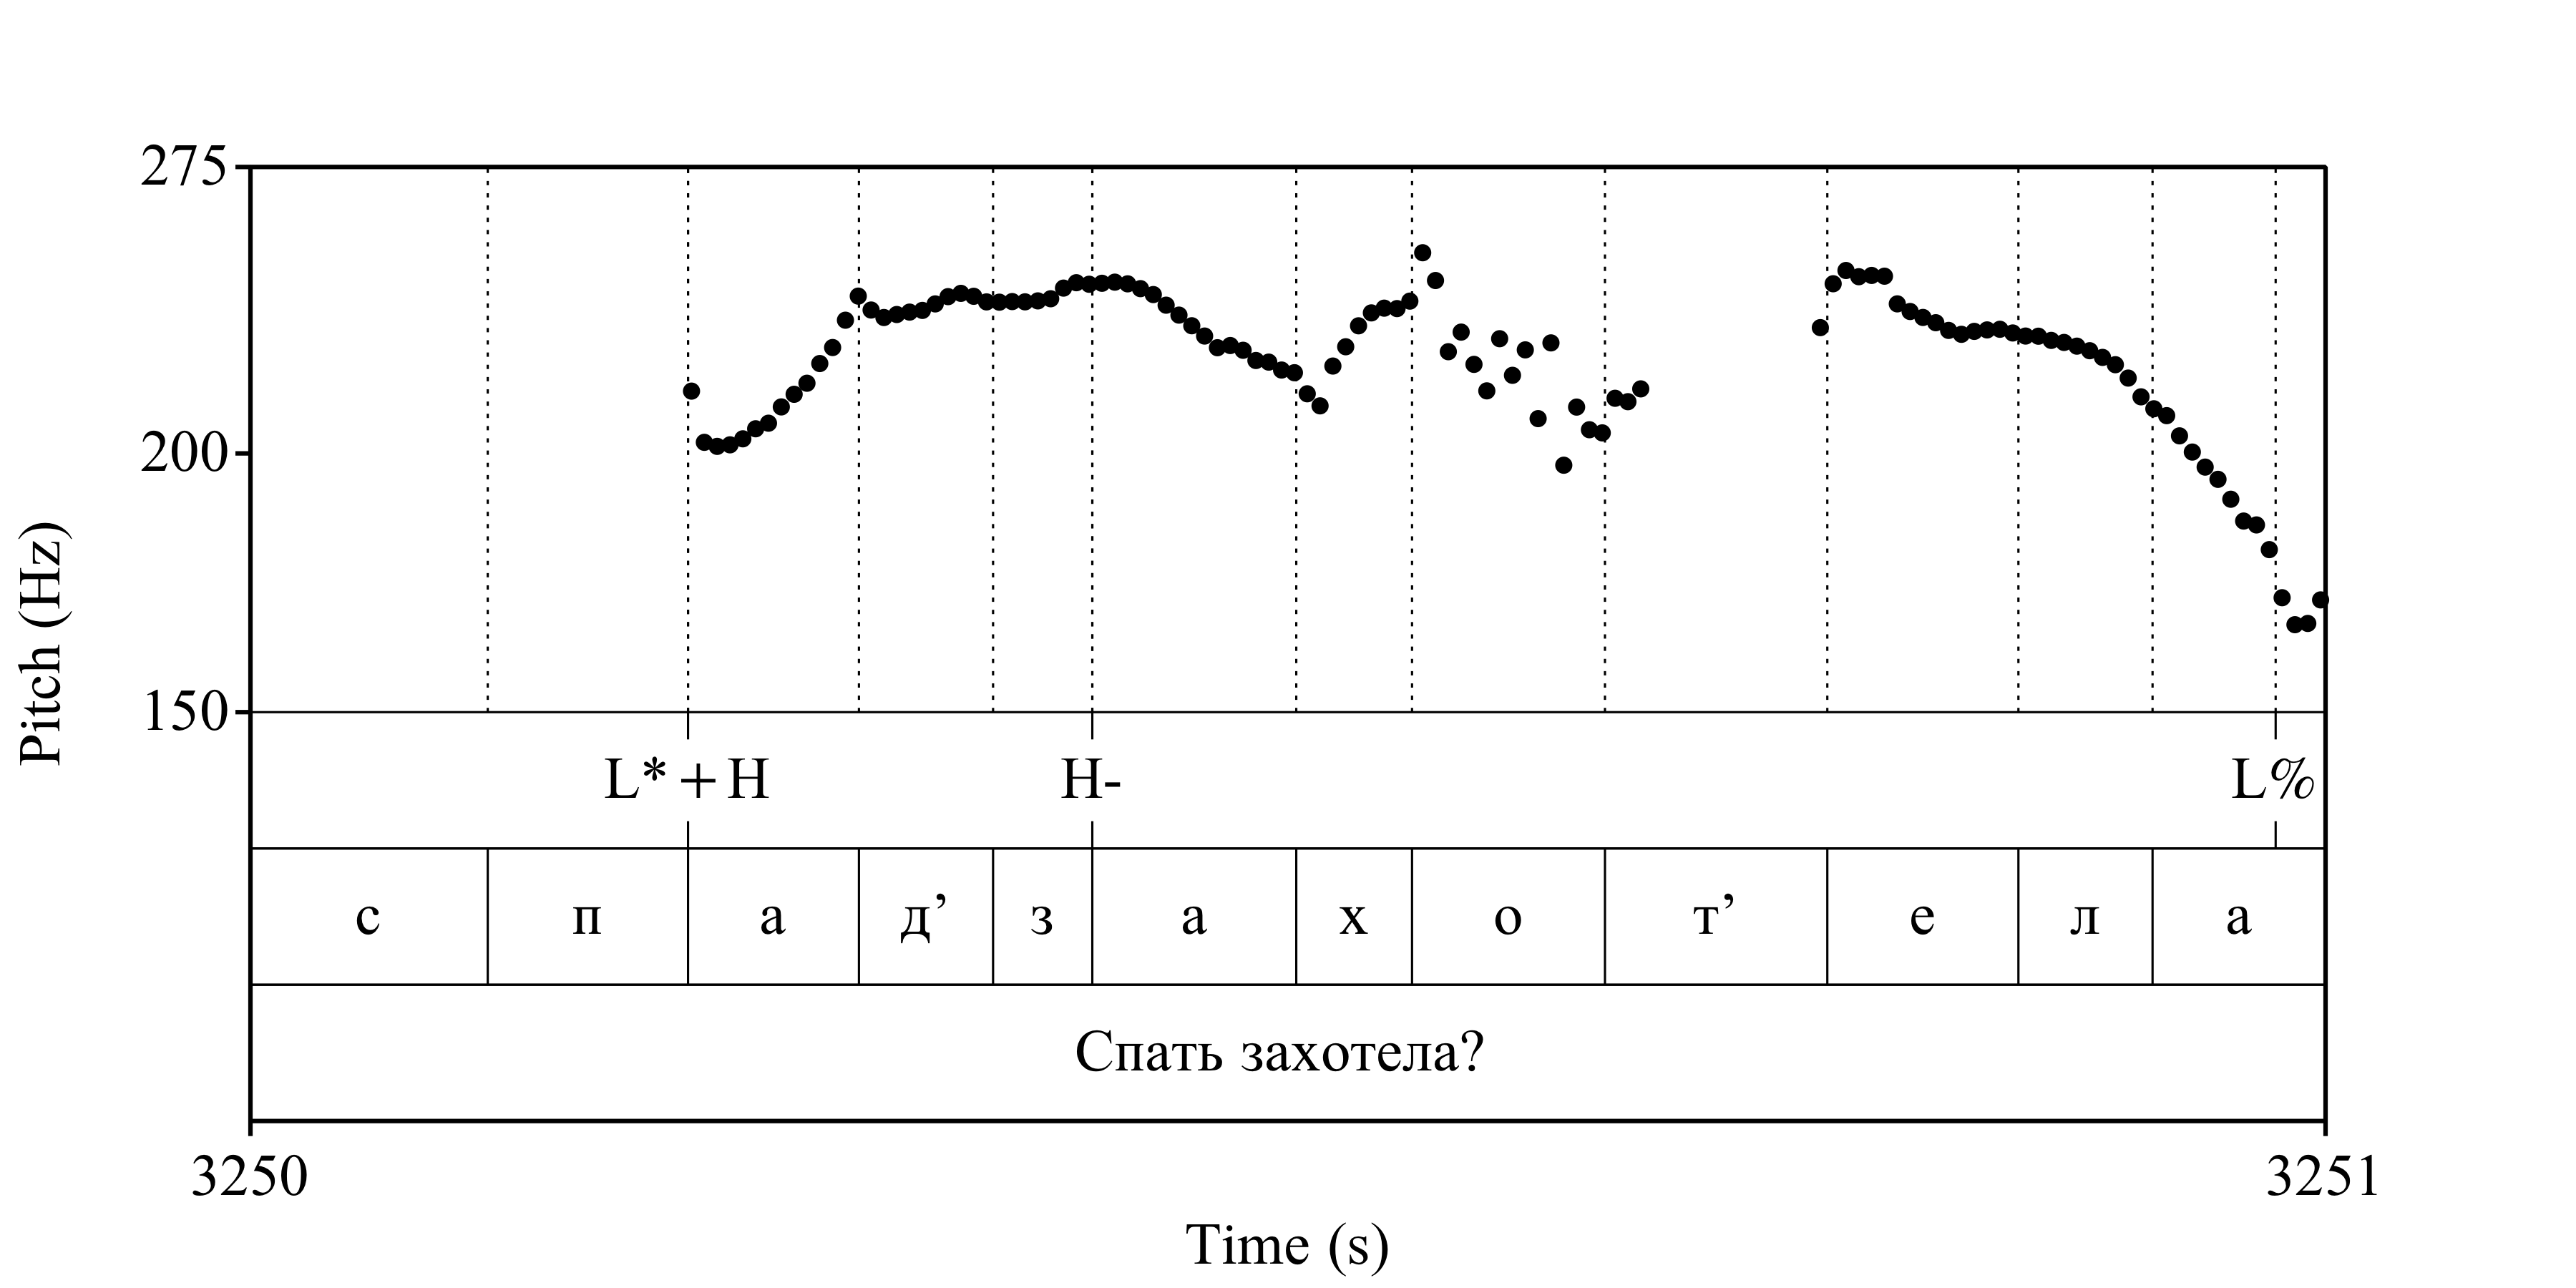 275
200
150
Pitch (Hz)
L*+H H- L%
с п а д’ з а х о т’ е л а
Спать захотела?
3250 3251
Time (s)